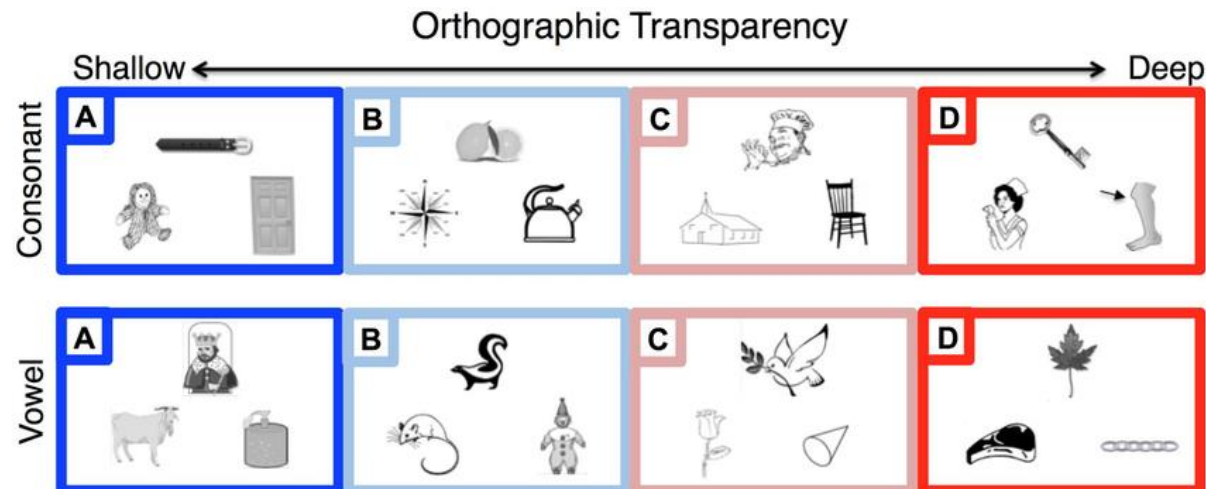 Orthographic Transparency
Shallow Deep
Consonant
A B C D
Vowel
A B C D